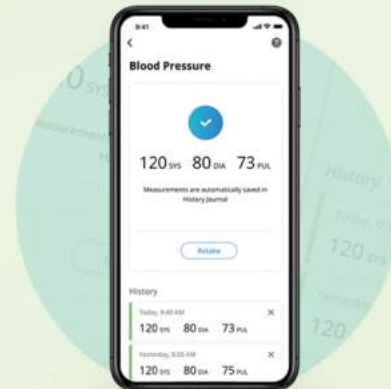 9:41
Blood Pressure
120 SYS 80 DIA 73 PUL
Measurements are automatically saved in
History Journal
Retake
History
Today, 9:40 AM
120 SYS 80 DIA 73 PUL
Yesterday, 8:20 AM
120 SYS 80 DIA 75 PUL
History
120
120